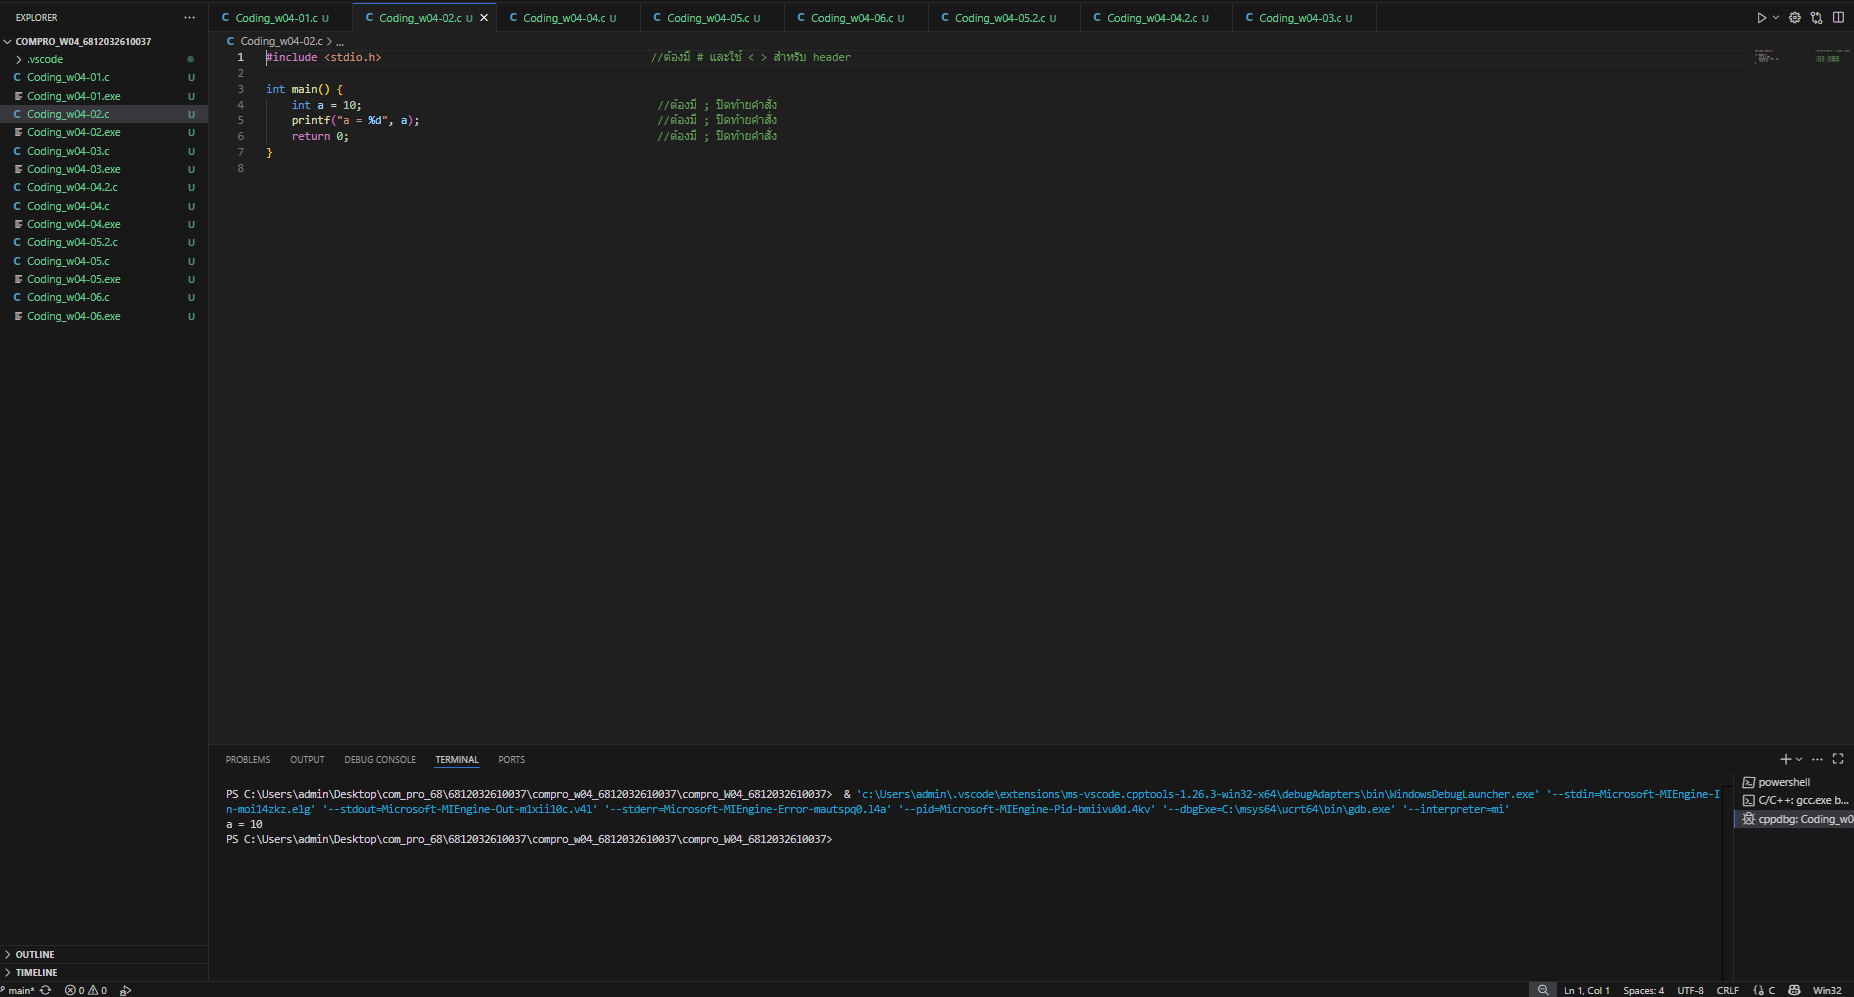 EXPLORER
COMPRO_W04_6812032610037
.vscode
Coding_w04-01.c U
Coding_w04-01.exe U
Coding_w04-02.c U
Coding_w04-02.exe U
Coding_w04-03.c U
Coding_w04-03.exe U
Coding_w04-04.2.c U
Coding_w04-04.c U
Coding_w04-04.exe U
Coding_w04-05.2.c U
Coding_w04-05.c U
Coding_w04-05.exe U
Coding_w04-06.c U
Coding_w04-06.exe U
OUTLINE
TIMELINE
C Coding_w04-01.c U C Coding_w04-02.c U C Coding_w04-04.c U C Coding_w04-05.c U C Coding_w04-06.c U C Coding_w04-05.2.c U C Coding_w04-04.2.c U C Coding_w04-03.c U
C Coding_w04-02.c > ...
1 #include <stdio.h> //ต้องมี # และใช้ < > สำหรับ header
2
3 int main() {
4 int a = 10; //ต้องมี ; ปิดท้ายคำสั่ง
5 printf("a = %d", a); //ต้องมี ; ปิดท้ายคำสั่ง
6 return 0; //ต้องมี ; ปิดท้ายคำสั่ง
7 }
8
PROBLEMS OUTPUT DEBUG CONSOLE TERMINAL PORTS
PS C:\Users\admin\Desktop\com_pro_68\6812032610037\compro_w04_6812032610037\compro_W04_6812032610037> & 'c:\Users\admin\.vscode\extensions\ms-vscode.cpptools-1.26.3-win32-x64\debugAdapters\bin\WindowsDebugLauncher.exe' '--stdin=Microsoft-MIEngine-I
n-moi14zkz.e1g' '--stdout=Microsoft-MIEngine-Out-m1xii10c.v4l' '--stderr=Microsoft-MIEngine-Error-mautspq0.l4a' '--pid=Microsoft-MIEngine-Pid-bmiivu0d.4kv' '--dbgExe=C:\msys64\ucrt64\bin\gdb.exe' '--interpreter=mi'
a = 10
PS C:\Users\admin\Desktop\com_pro_68\6812032610037\compro_w04_6812032610037\compro_W04_6812032610037>
powershell
C/C++: gcc.exe b...
cppdbg: Coding_w0
main* 0 0 Ln 1, Col 1 Spaces: 4 UTF-8 CRLF C Win32